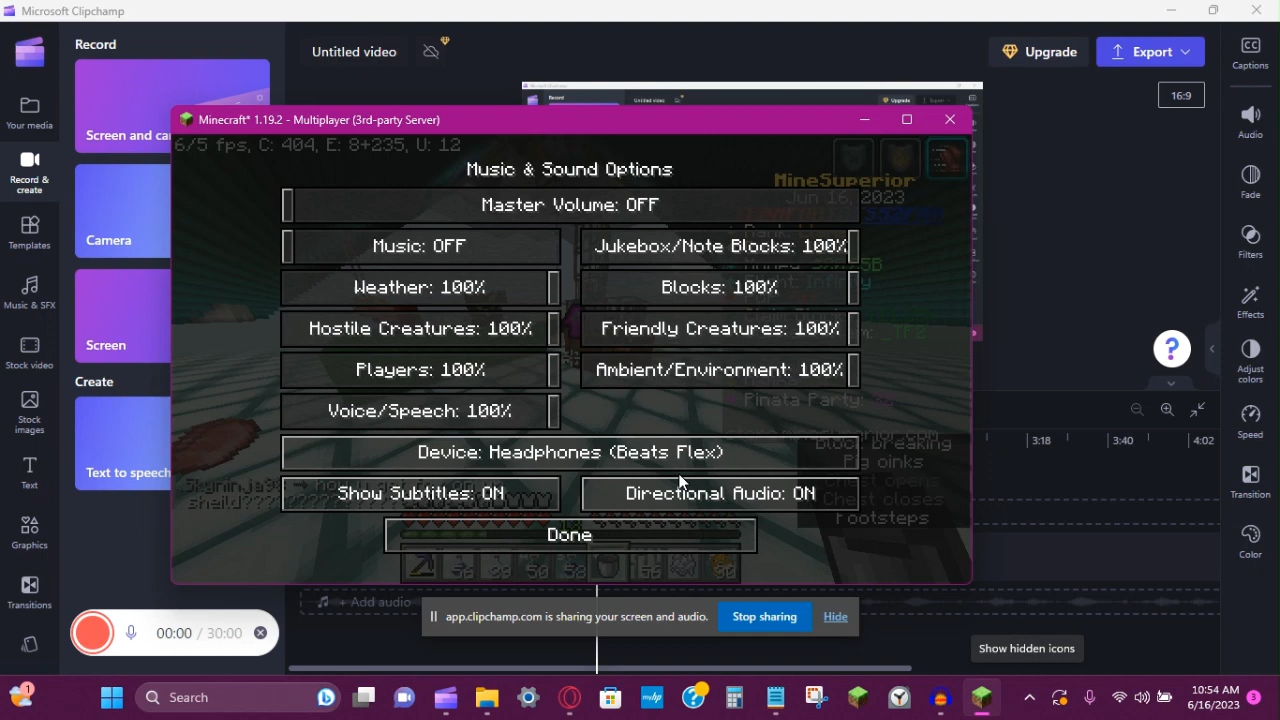 Microsoft Clipchamp
Record
Screen and ca
Camera
Screen
Create
Text to speech
Your media
Record &
create
Templates
Music & SFX
Stock video
Stock
images
Text
Graphics
Transitions
Untitled video
Upgrade
Export
16:9
Captions
Audio
Fade
Filters
Effects
Adjust
colors
Speed
Transition
Color
Minecraft* 1.19.2 - Multiplayer (3rd-party Server)
6/5 fps, C: 404, E: 8+235, U: 12
MineSuperior
Jun 16, 2023
Music & Sound Options
Master Volume: OFF
Music: OFF
Jukebox/Note Blocks: 100%
Weather: 100%
Blocks: 100%
Hostile Creatures: 100%
Friendly Creatures: 100%
Players: 100%
Ambient/Environment: 100%
Voice/Speech: 100%
Pinata Party:
Device: Headphones (Beats Flex)
Show Subtitles: ON
Directional Audio: ON
Done
Block breaking
Pig oinks
Chest opens
Chest closes
Footsteps
3:18
3:40
4:02
+ Add audio
app.clipchamp.com is sharing your screen and audio.
Stop sharing
Hide
00:00 / 30:00
Show hidden icons
Search
10:54 AM
6/16/2023
3